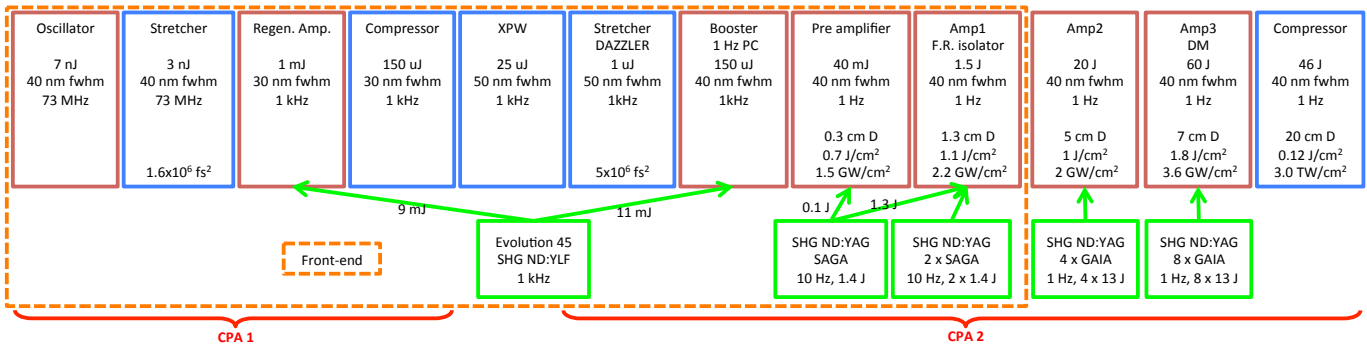 Oscillator
7 nJ
40 nm fwhm
73 MHz
Stretcher
3 nJ
40 nm fwhm
73 MHz
1.6x10⁶ fs²
Regen. Amp.
1 mJ
30 nm fwhm
1 kHz
Compressor
150 uJ
30 nm fwhm
1 kHz
XPW
25 uJ
50 nm fwhm
1 kHz
Stretcher
DAZZLER
1 uJ
50 nm fwhm
1kHz
5x10⁶ fs²
Booster
1 Hz PC
150 uJ
40 nm fwhm
1kHz
Pre amplifier
40 mJ
40 nm fwhm
1 Hz
0.3 cm D
0.7 J/cm²
1.5 GW/cm²
Amp1
F.R. isolator
1.5 J
40 nm fwhm
1 Hz
1.3 cm D
1.1 J/cm²
2.2 GW/cm²
Amp2
20 J
40 nm fwhm
1 Hz
5 cm D
1 J/cm²
2 GW/cm²
Amp3
DM
60 J
40 nm fwhm
1 Hz
7 cm D
1.8 J/cm²
3.6 GW/cm²
Compressor
46 J
40 nm fwhm
1 Hz
20 cm D
0.12 J/cm²
3.0 TW/cm²
9 mJ
11 mJ
0.1 J
1.3 J
Front-end
Evolution 45
SHG ND:YLF
1 kHz
SHG ND:YAG
SAGA
10 Hz, 1.4 J
SHG ND:YAG
2 x SAGA
10 Hz, 2 x 1.4 J
SHG ND:YAG
4 x GAIA
1 Hz, 4 x 13 J
SHG ND:YAG
8 x GAIA
1 Hz, 8 x 13 J
CPA 1
CPA 2